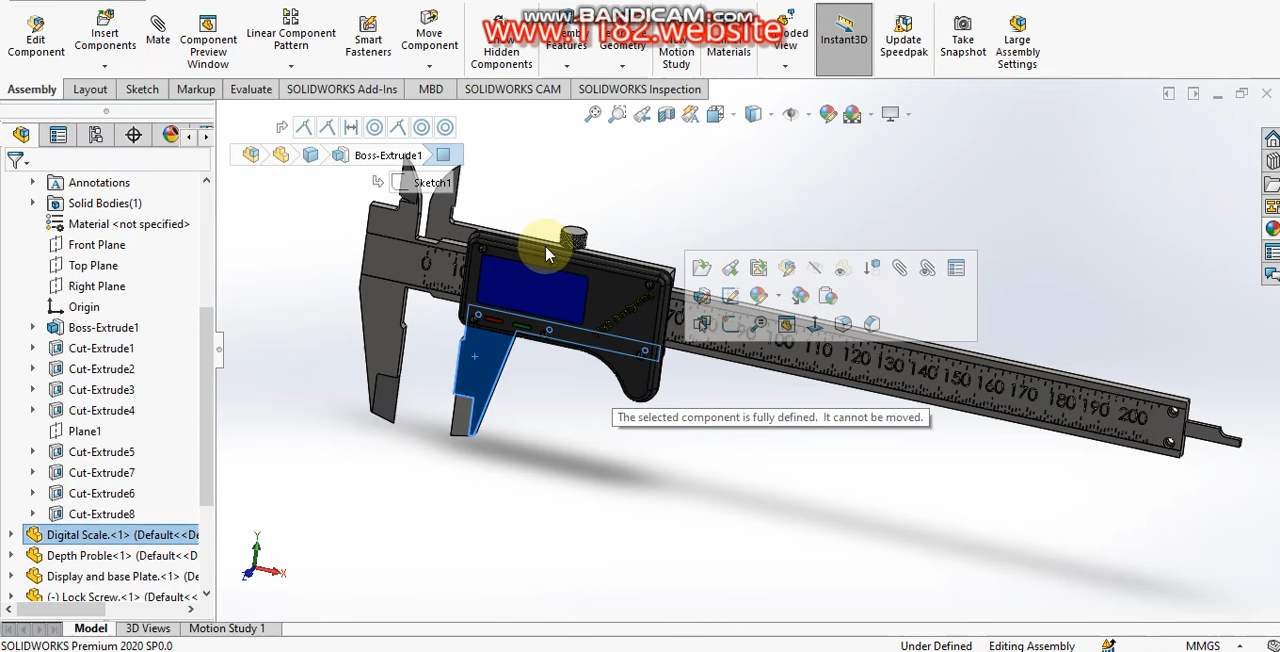 www.BANDICAM.com
www.1182.website
Edit Component
Insert Components
Mate
Component Preview Window
Linear Component Pattern
Smart Fasteners
Move Component
Hidden Components
Features
Geometry
Motion Study
Materials
View
Instant3D
Update Speedpak
Take Snapshot
Large Assembly Settings
Assembly
Layout
Sketch
Markup
Evaluate
SOLIDWORKS Add-Ins
MBD
SOLIDWORKS CAM
SOLIDWORKS Inspection
Boss-Extrude1
Sketch1
Annotations
Solid Bodies(1)
Material <not specified>
Front Plane
Top Plane
Right Plane
Origin
Boss-Extrude1
Cut-Extrude1
Cut-Extrude2
Cut-Extrude3
Cut-Extrude4
Plane1
Cut-Extrude5
Cut-Extrude7
Cut-Extrude6
Cut-Extrude8
Digital Scale.<1> (Default<<De
Depth Proble<1> (Default<<D
Display and base Plate.<1> (De
(-) Lock Screw.<1> (Default<
0
70
100 110 120 130 140 150 160 170 180 190 200
The selected component is fully defined. It cannot be moved.
Y
X
Z
Model
3D Views
Motion Study 1
SOLIDWORKS Premium 2020 SP0.0
Under Defined
Editing Assembly
MMGS